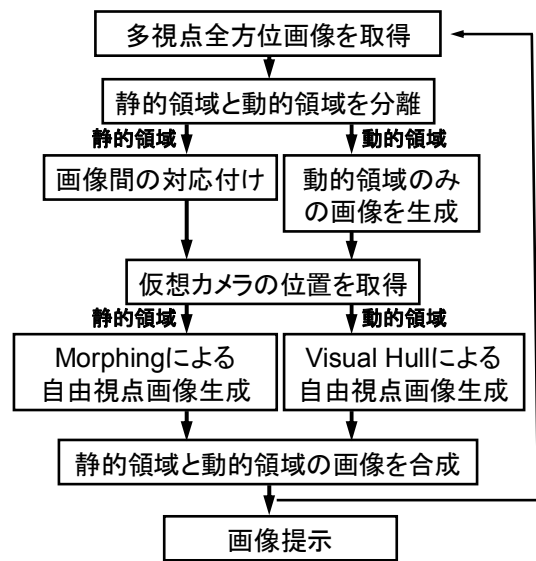 多視点全方位画像を取得
静的領域と動的領域を分離
静的領域
動的領域
画像間の対応付け
動的領域のみ
の画像を生成
仮想カメラの位置を取得
静的領域
動的領域
Morphingによる
自由視点画像生成
Visual Hullによる
自由視点画像生成
静的領域と動的領域の画像を合成
画像提示